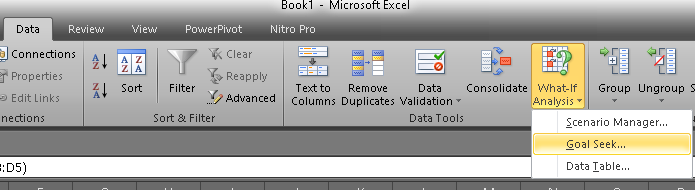 Book1 - Microsoft Excel
Data Review View PowerPivot Nitro Pro
Connections
Properties
Edit Links
Sort
Filter
Clear
Reapply
Advanced
Text to
Columns
Remove
Duplicates
Data
Validation
Consolidate
What-If
Analysis
Group
Ungroup
nnections
Sort & Filter
Data Tools
Scenario Manager...
Goal Seek...
Data Table...
:D5)